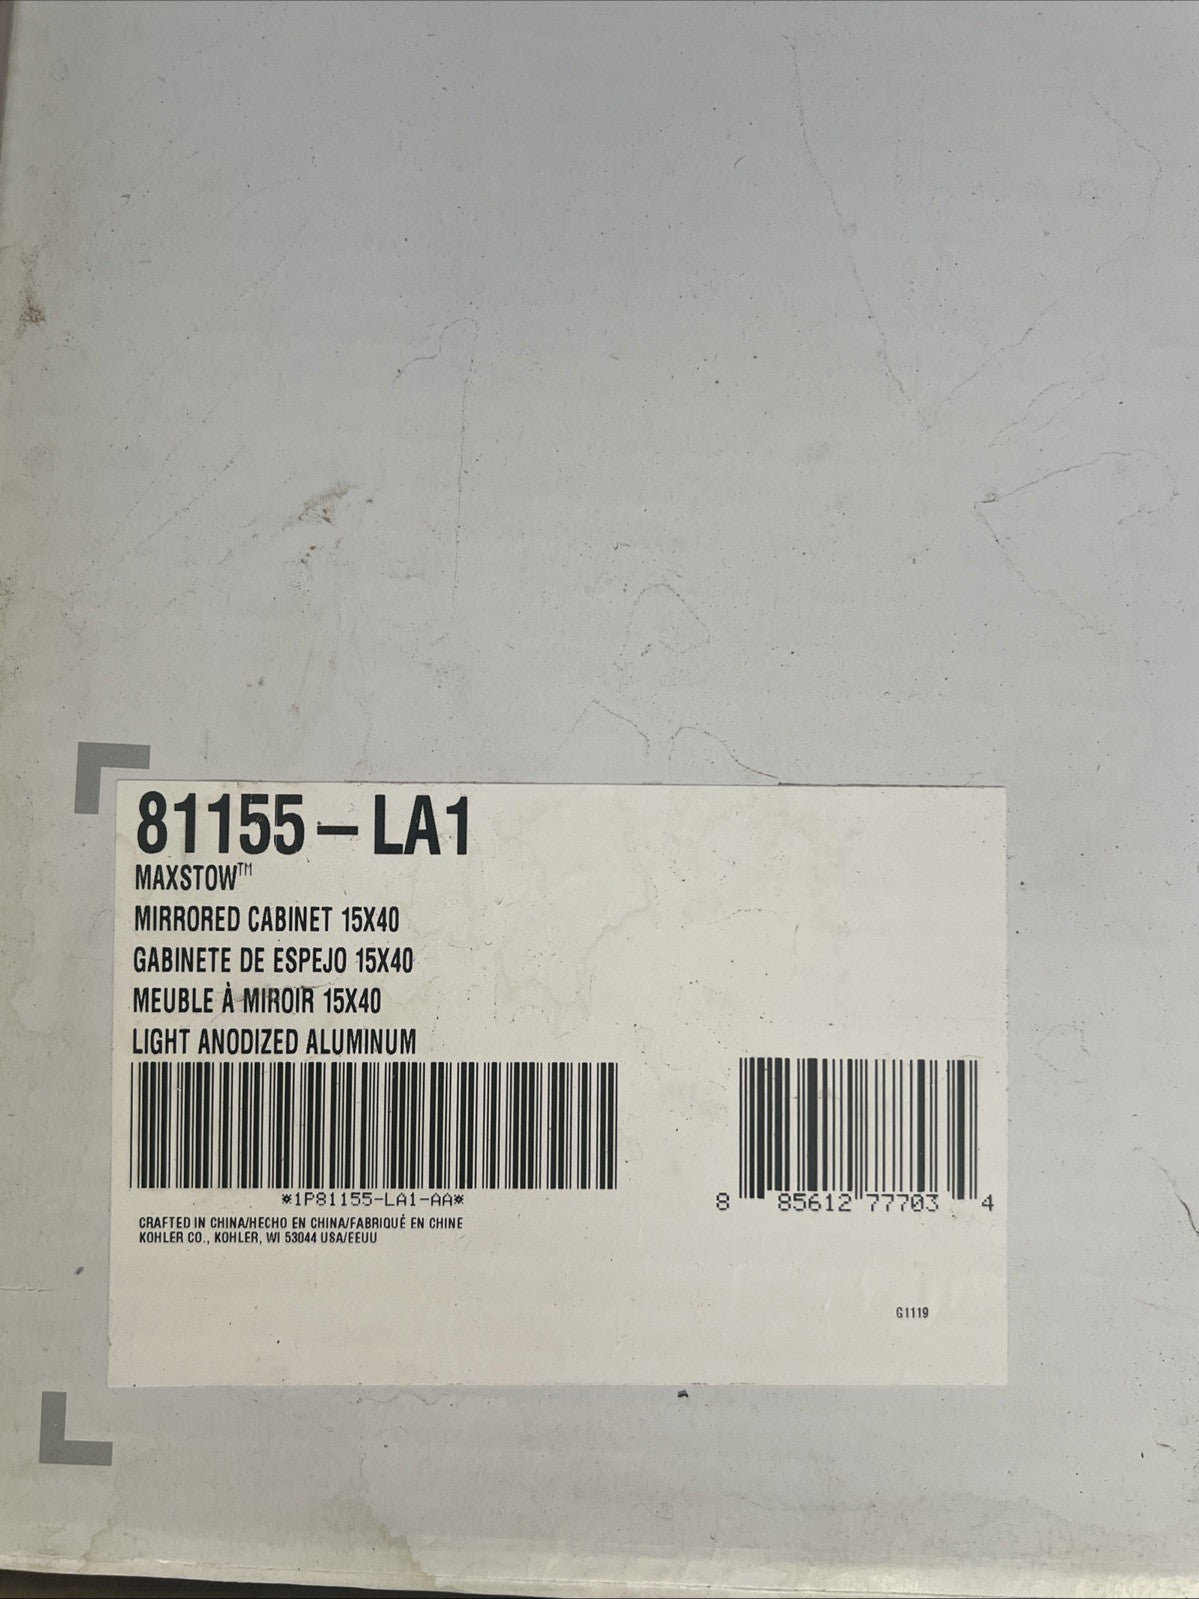 81155-LA1
MAXSTOW™
MIRRORED CABINET 15X40
GABINETE DE ESPEJO 15X40
MEUBLE À MIROIR 15X40
LIGHT ANODIZED ALUMINUM
*1P81155-LA1-AA*
8 85612 77703 4
CRAFTED IN CHINA/HECHO EN CHINA/FABRIQUÉ EN CHINE
KOHLER CO., KOHLER, WI 53044 USA/EEUU
G1119